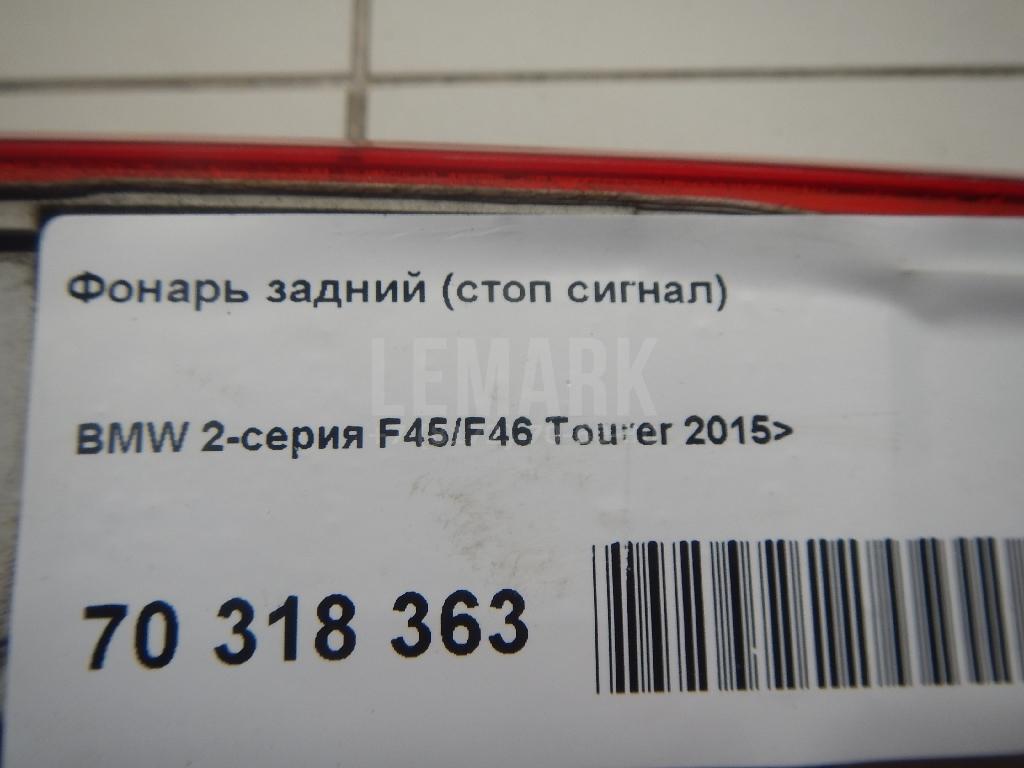 Фонарь задний (стоп сигнал)
LEMARK
BMW 2-серия F45/F46 Tourer 2015>
70 318 363